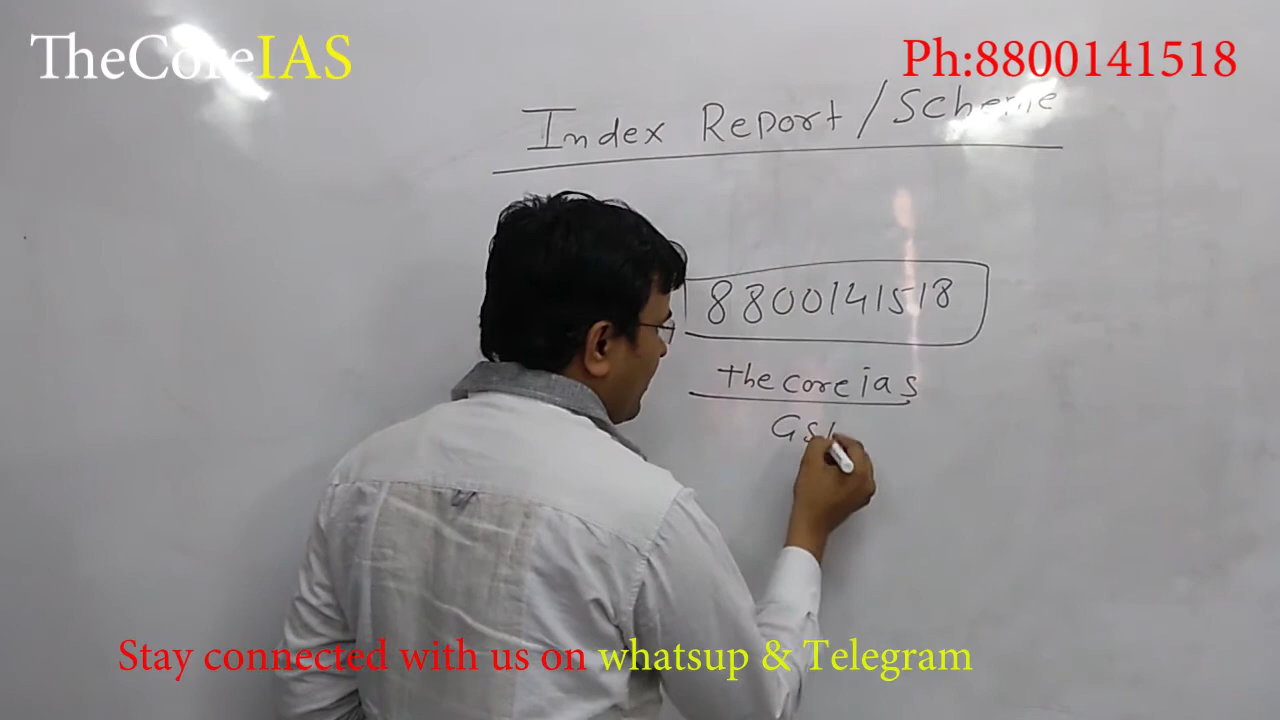 TheCoreIAS
Ph:8800141518
Index Report/Scheme
8800141518
thecoreias
Stay connected with us on whatsup & Telegram